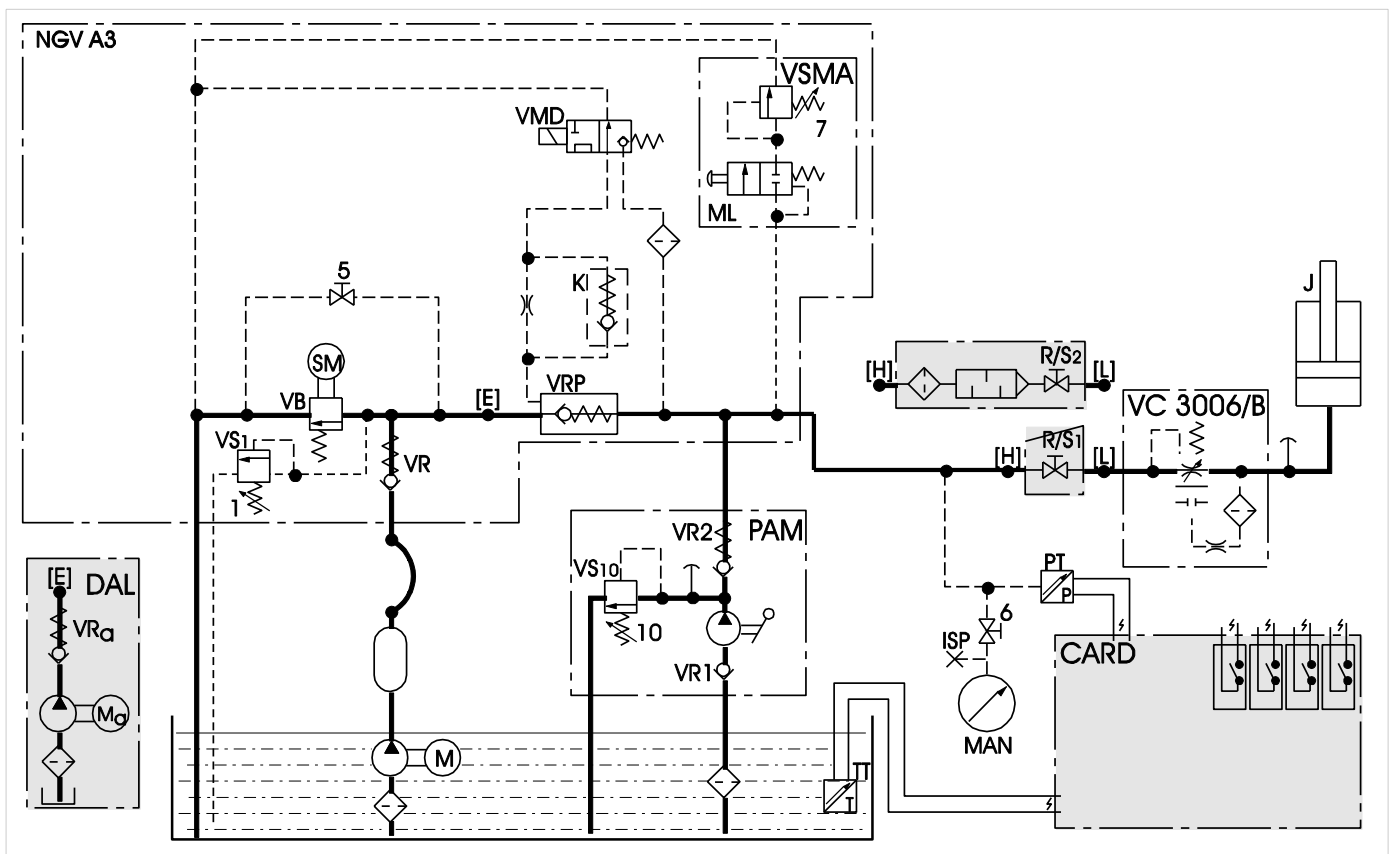 NGV A3
VSMA
7
VMD
ML
5
K
J
SM
[E]
VRP
VB
[H]
R/S2
[L]
VC 3006/B
VS1
VR
1
[H]
R/S1
[L]
VR2
PAM
VS10
10
VR1
PT
P
6
ISP
MAN
CARD
[E]
DAL
VRa
Ma
M
TT
T